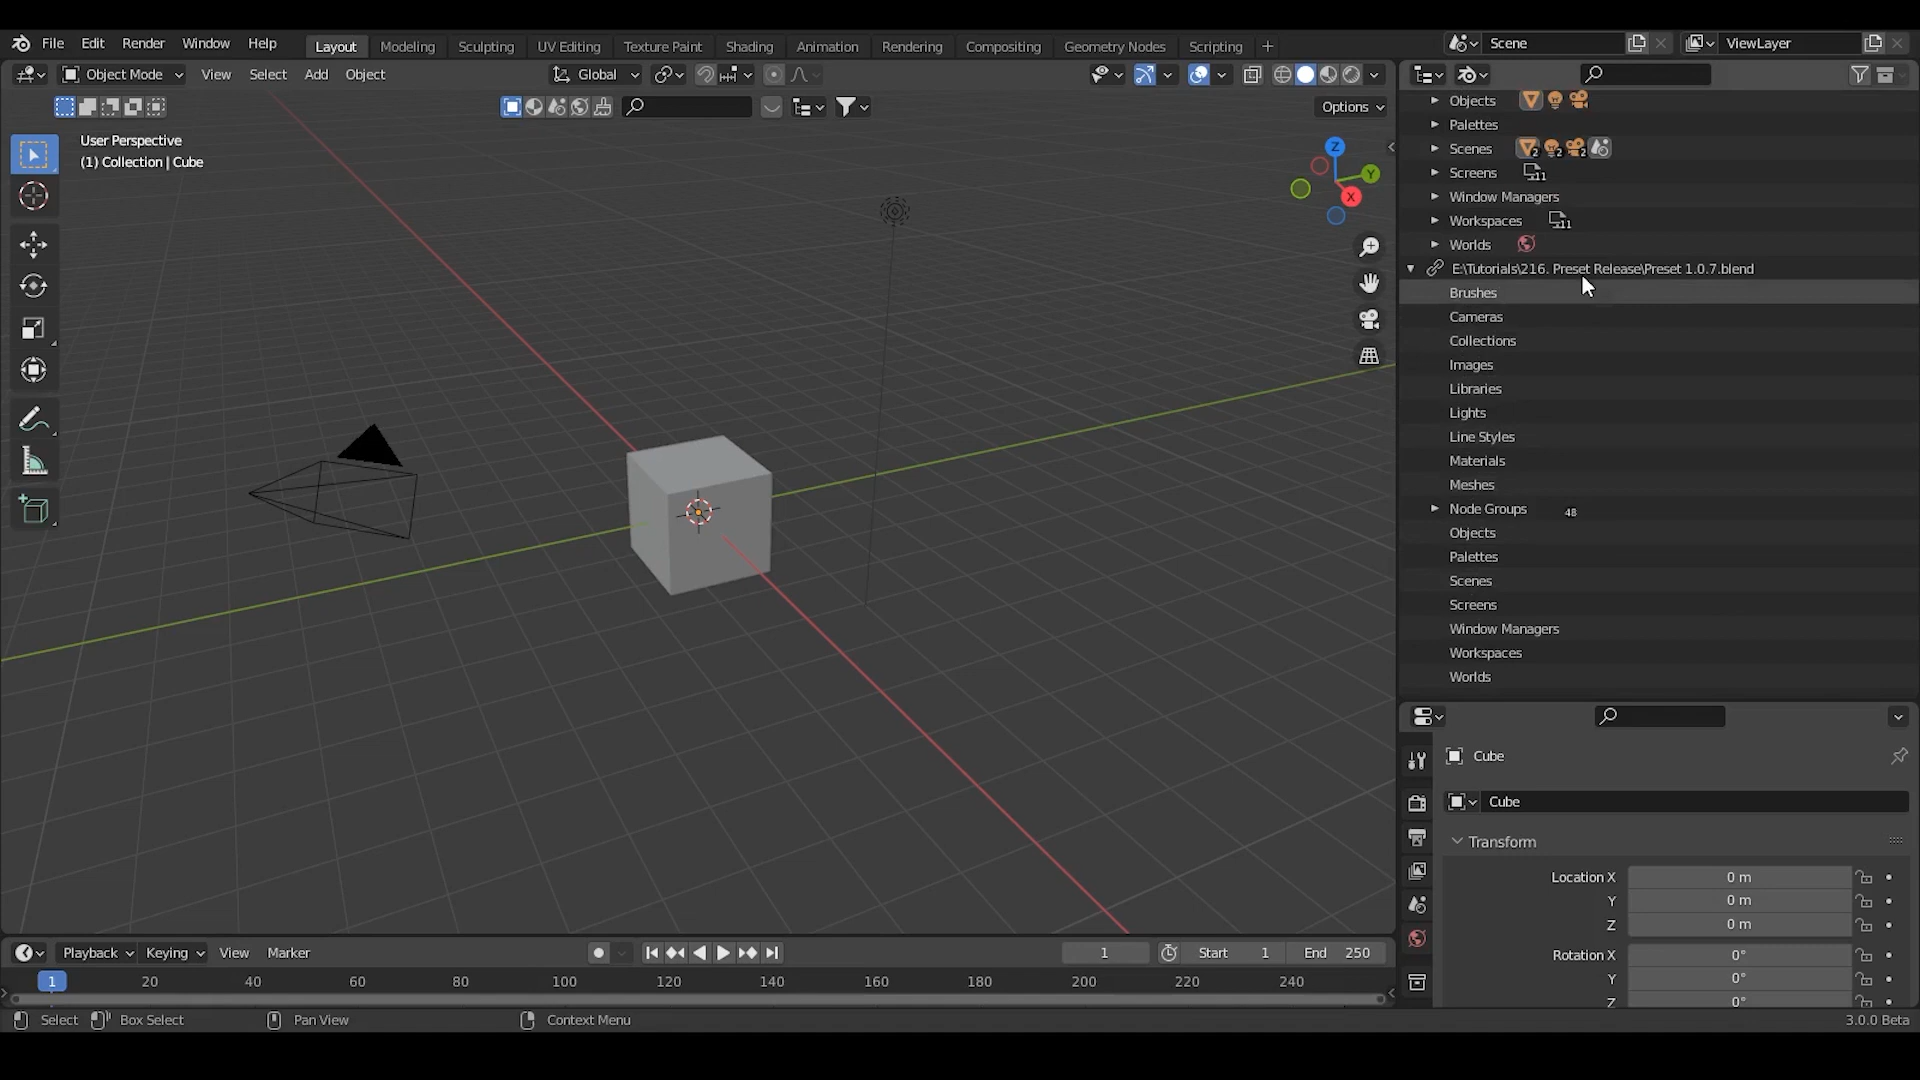 File Edit Render Window Help Layout Modeling Sculpting UV Editing Texture Paint Shading Animation Rendering Compositing Geometry Nodes Scripting + Scene ViewLayer
Object Mode View Select Add Object Global
Options
User Perspective
(1) Collection | Cube
Z
Y
X
Objects
Palettes
Scenes 2 2 2
Screens 11
Window Managers
Workspaces 11
Worlds
E:\Tutorials\216. Preset Release\Preset 1.0.7.blend
Brushes
Cameras
Collections
Images
Libraries
Lights
Line Styles
Materials
Meshes
Node Groups 48
Objects
Palettes
Scenes
Screens
Window Managers
Workspaces
Worlds
Cube
Cube
Transform
Location X 0 m
Y 0 m
Z 0 m
Rotation X 0°
Y 0°
Z 0°
Playback Keying View Marker 1 Start 1 End 250
1 20 40 60 80 100 120 140 160 180 200 220 240
Select Box Select Pan View Context Menu 3.0.0 Beta